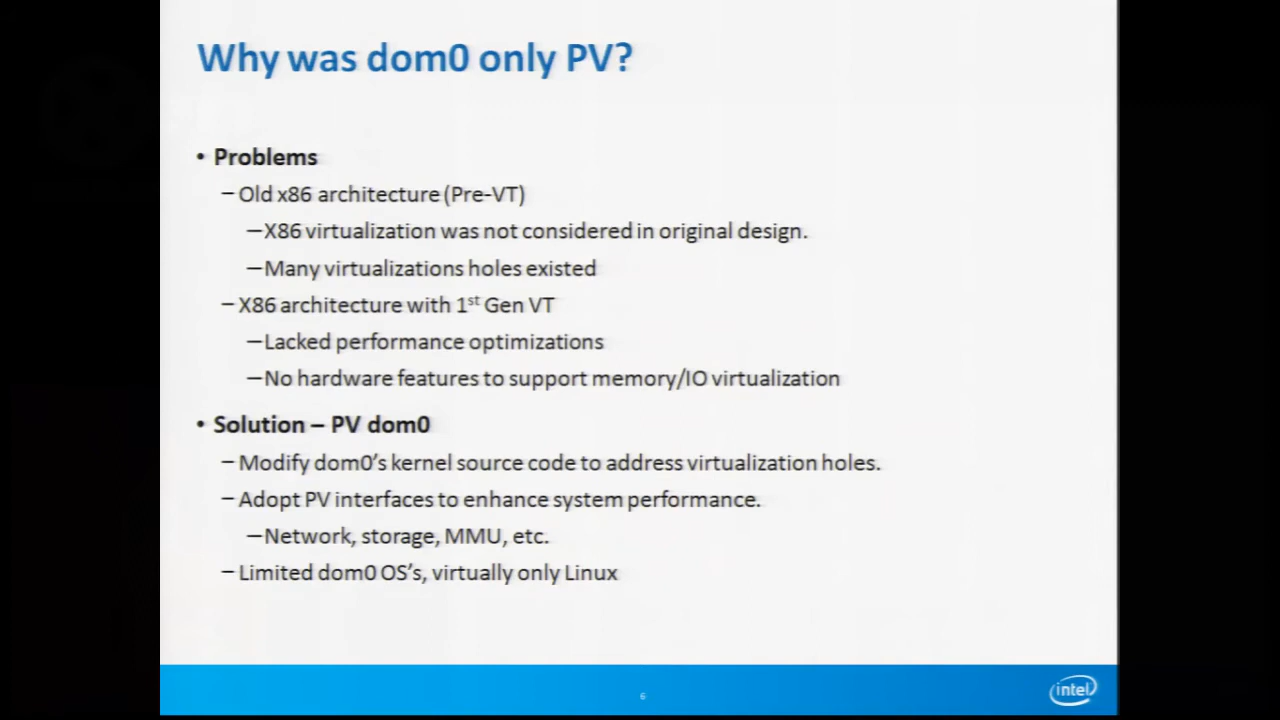 Why was dom0 only PV?
• Problems
– Old x86 architecture (Pre-VT)
– X86 virtualization was not considered in original design.
– Many virtualizations holes existed
– X86 architecture with 1st Gen VT
– Lacked performance optimizations
– No hardware features to support memory/IO virtualization
• Solution – PV dom0
– Modify dom0's kernel source code to address virtualization holes.
– Adopt PV interfaces to enhance system performance.
– Network, storage, MMU, etc.
– Limited dom0 OS's, virtually only Linux
6
intel